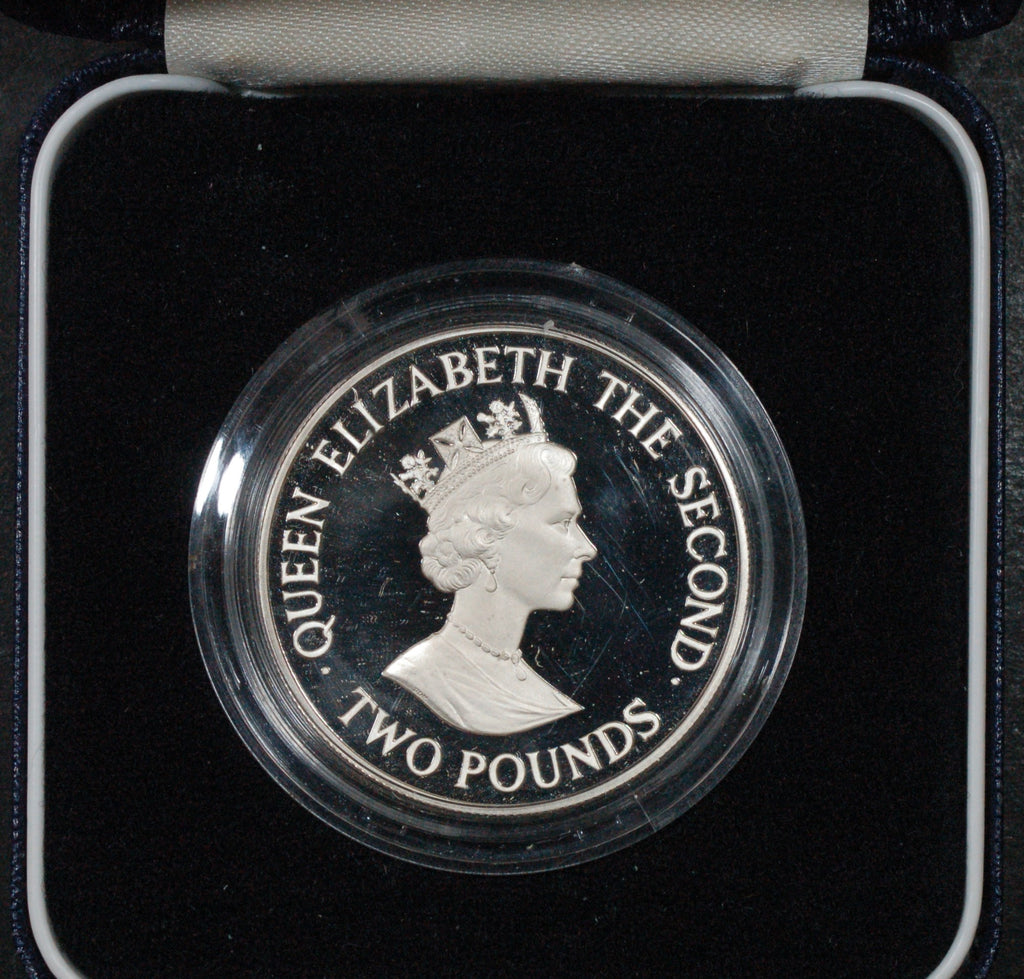 · QUEEN ELIZABETH THE SECOND ·
TWO POUNDS